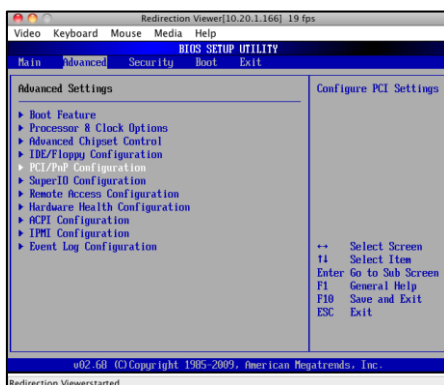 Redirection Viewer[10.20.1.166] 19 fps
Video Keyboard Mouse Media Help
BIOS SETUP UTILITY
Main Advanced Security Boot Exit
Advanced Settings
▶ Boot Feature
▶ Processor & Clock Options
▶ Advanced Chipset Control
▶ IDE/Floppy Configuration
▶ PCI/PnP Configuration
▶ SuperIO Configuration
▶ Remote Access Configuration
▶ Hardware Health Configuration
▶ ACPI Configuration
▶ IPMI Configuration
▶ Event Log Configuration
Configure PCI Settings
↔ Select Screen
↑↓ Select Item
Enter Go to Sub Screen
F1 General Help
F10 Save and Exit
ESC Exit
v02.68 (C)Copyright 1985-2009, American Megatrends, Inc.
Redirection Viewerstarted